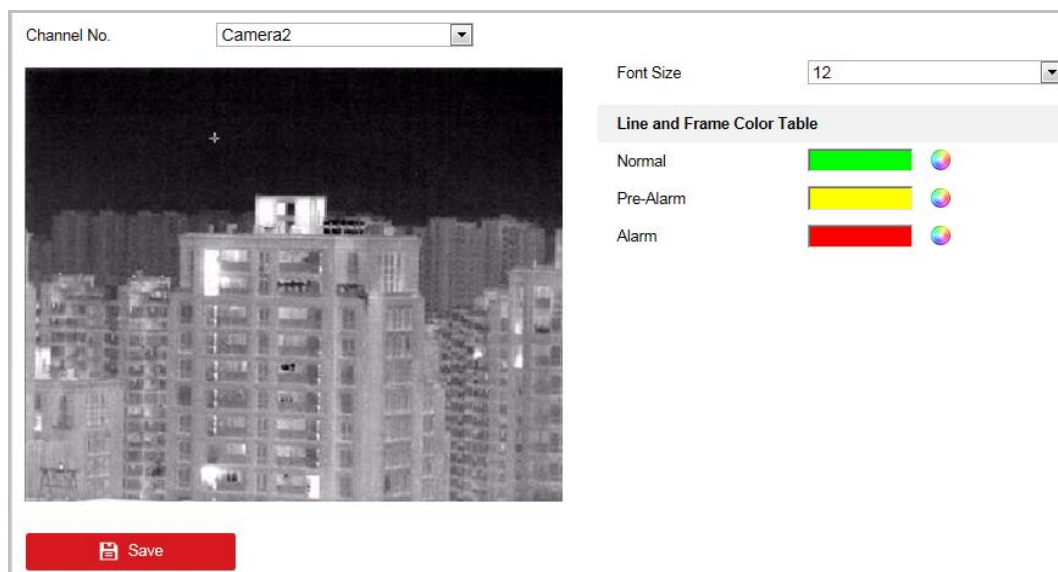 Channel No. Camera2
Font Size 12
Line and Frame Color Table
Normal
Pre-Alarm
Alarm
Save